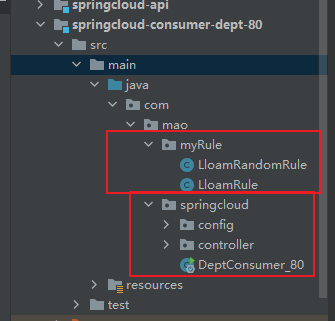 springcloud-api
springcloud-consumer-dept-80
src
main
java
com
mao
myRule
LloamRandomRule
LloamRule
springcloud
config
controller
DeptConsumer_80
resources
test